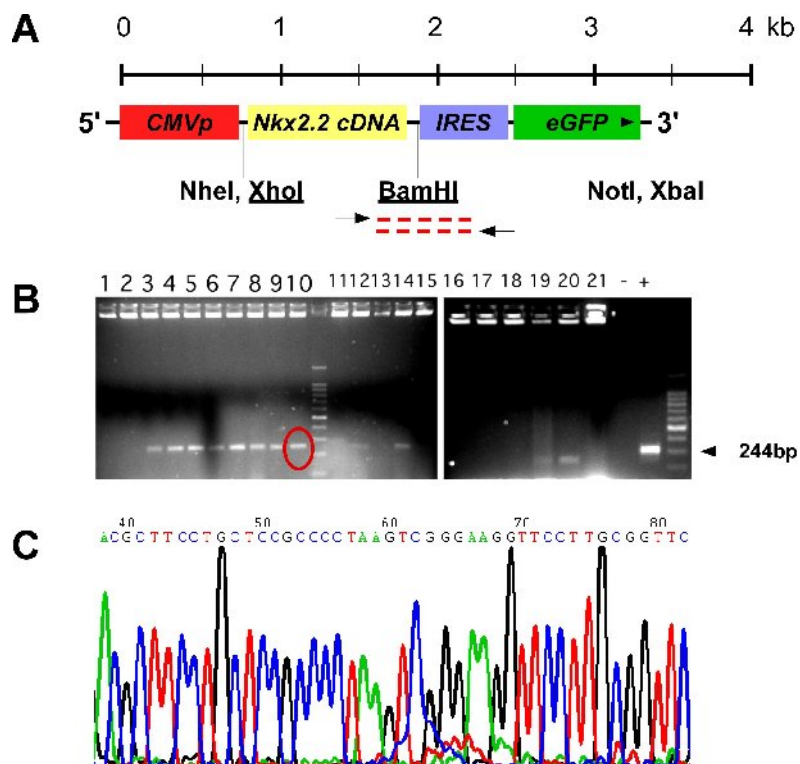 A
0 1 2 3 4 kb
5' CMVp Nkx2.2 cDNA IRES eGFP 3'
NheI, XhoI BamHI NotI, XbaI
B
1 2 3 4 5 6 7 8 9 10 11 12 13 14 15 16 17 18 19 20 21 - +
244bp
C
40 50 60 70 80
ACGCTTCCTGCTCCGCCCCTAAGTCGGGAAGGTTCCTTGCGGTTC